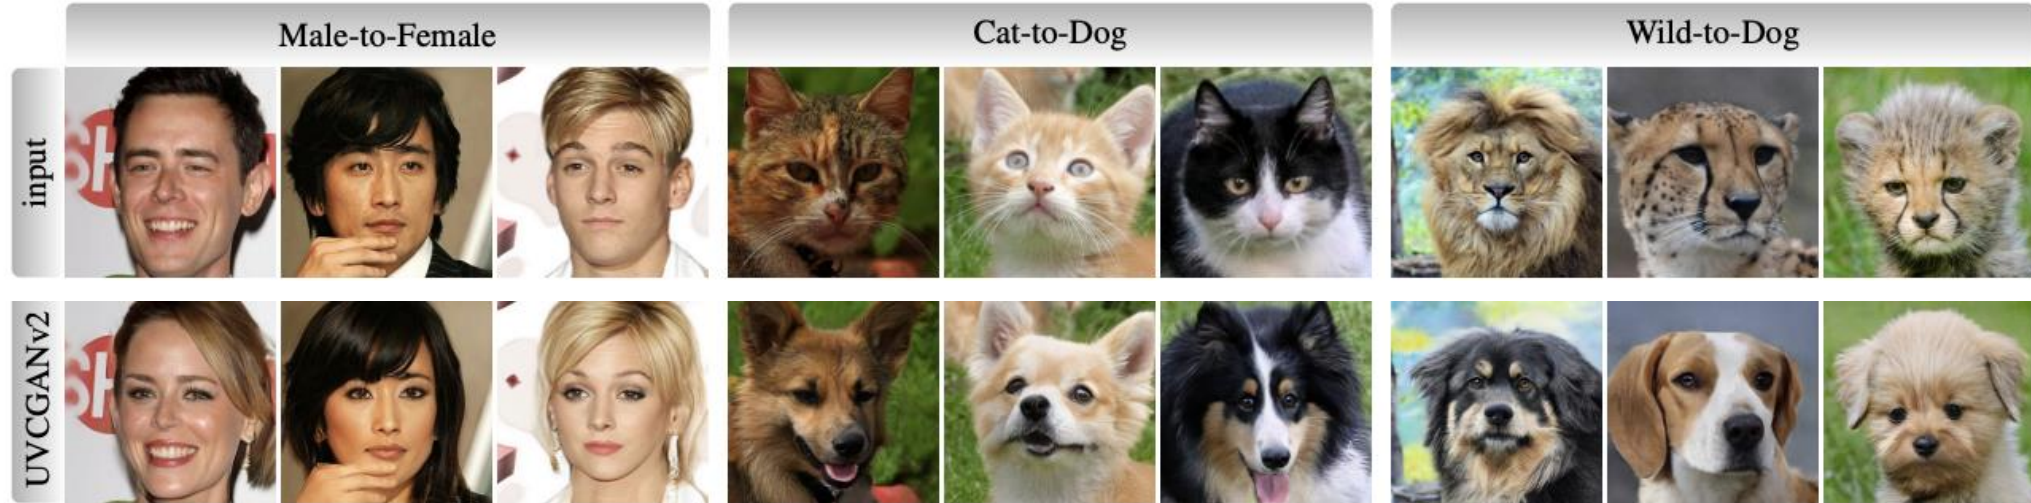 Male-to-Female
Cat-to-Dog
Wild-to-Dog
input
UVCGANv2